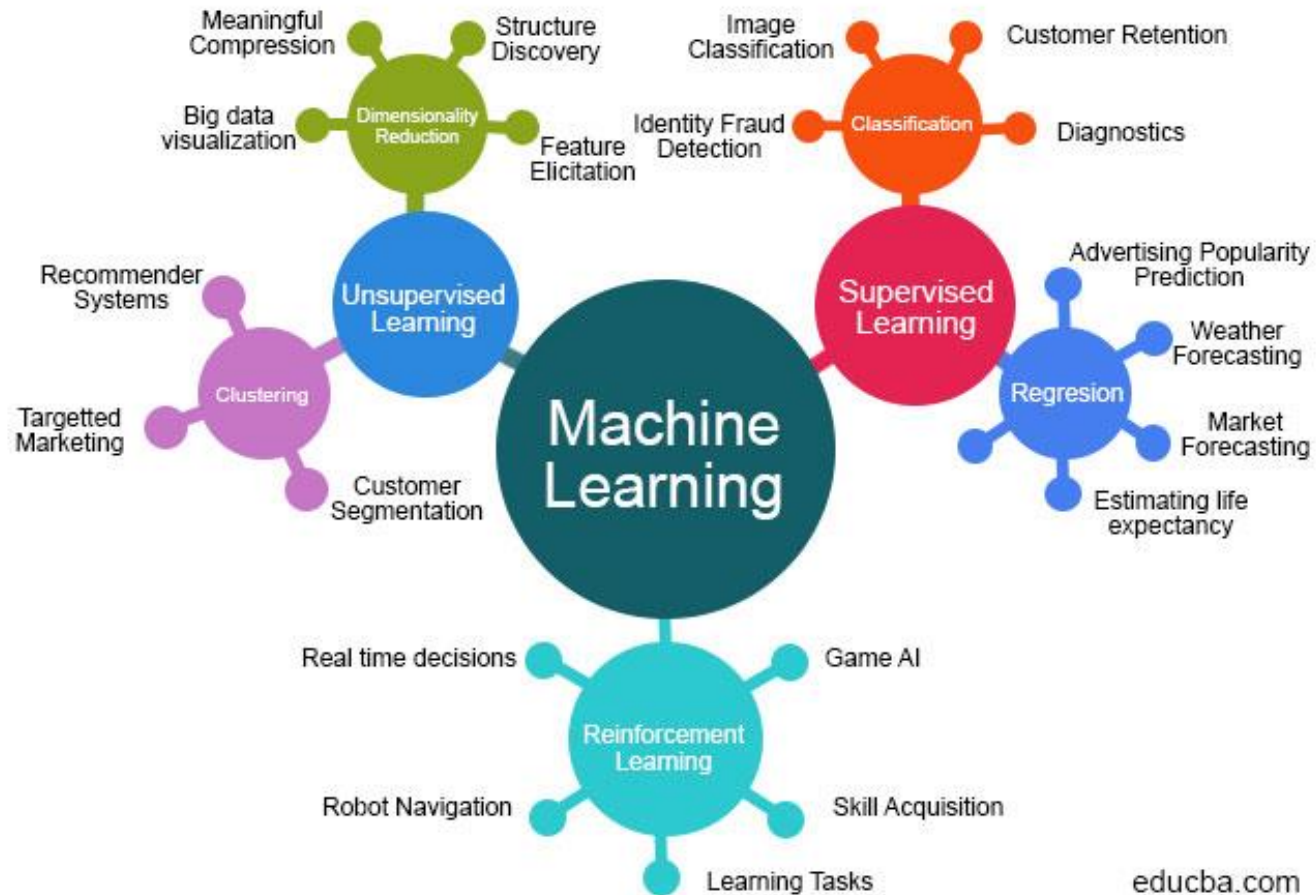 Meaningful
Compression
Structure
Discovery
Big data
visualization
Dimensionality
Reduction
Feature
Elicitation
Image
Classification
Customer Retention
Identity Fraud
Detection
Classification
Diagnostics
Recommender
Systems
Unsupervised
Learning
Clustering
Targetted
Marketing
Customer
Segmentation
Machine
Learning
Supervised
Learning
Advertising Popularity
Prediction
Weather
Forecasting
Regresion
Market
Forecasting
Estimating life
expectancy
Real time decisions
Game AI
Reinforcement
Learning
Robot Navigation
Skill Acquisition
Learning Tasks
educba.com